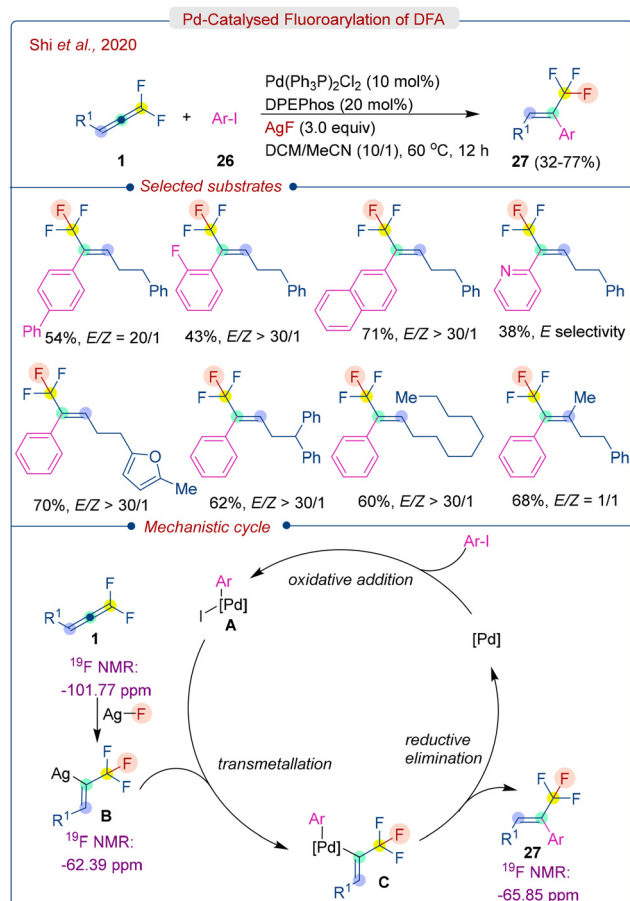 Pd-Catalysed Fluoroarylation of DFA
Shi et al., 2020
R¹ F F
1
+
Ar-I
26
Pd(Ph₃P)₂Cl₂ (10 mol%)
DPEPhos (20 mol%)
AgF (3.0 equiv)
DCM/MeCN (10/1), 60 °C, 12 h
F F F
R¹ Ar
27 (32-77%)
Selected substrates
F F F Ph Ph
54%, E/Z = 20/1
F F F F Ph
43%, E/Z > 30/1
F F F Ph
71%, E/Z > 30/1
F F F N Ph
38%, E selectivity
F F F O Me
70%, E/Z > 30/1
F F F Ph Ph
62%, E/Z > 30/1
F F F
60%, E/Z > 30/1
F F F Me Ph
68%, E/Z = 1/1
Mechanistic cycle
Ar-I
oxidative addition
Ar
I [Pd]
A
R¹ F F
1
¹⁹F NMR:
-101.77 ppm
Ag F
[Pd]
Ag F F F
R¹
B
¹⁹F NMR:
-62.39 ppm
transmetallation
reductive
elimination
Ar
[Pd] F F F
R¹
C
F F F
R¹ Ar
27
¹⁹F NMR:
-65.85 ppm